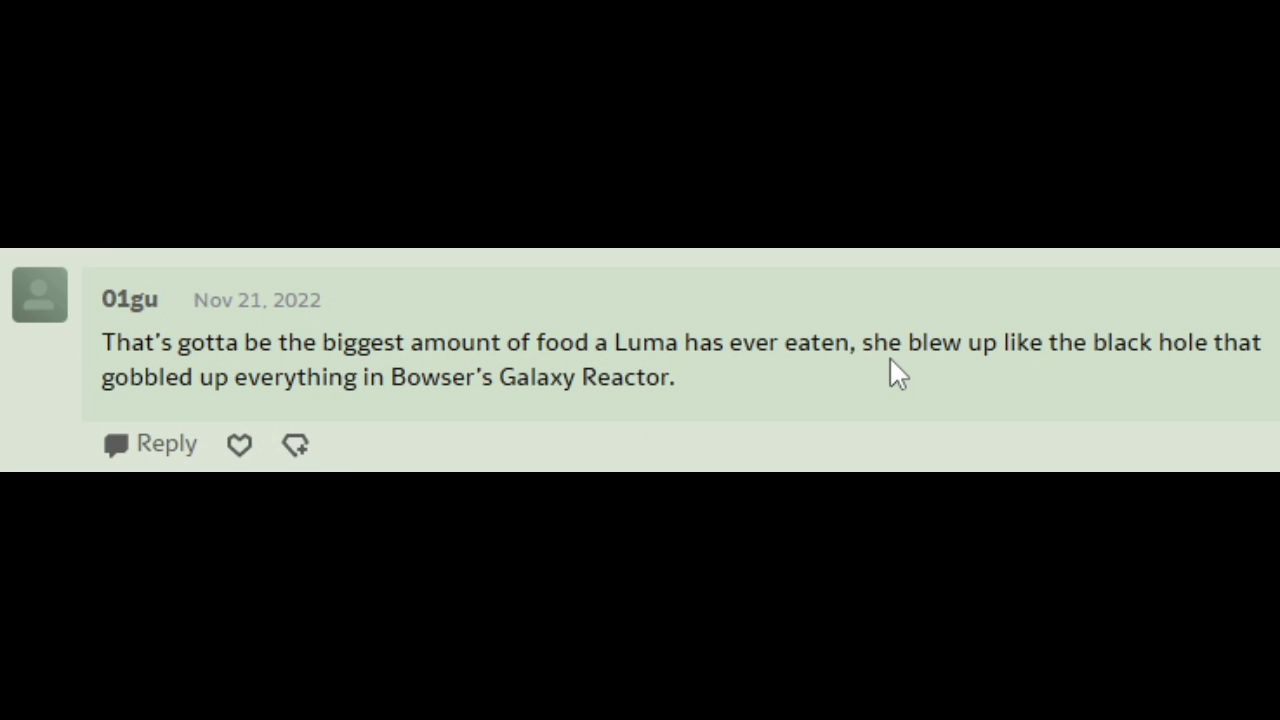 01gu Nov 21, 2022
That's gotta be the biggest amount of food a Luma has ever eaten, she blew up like the black hole that
gobbled up everything in Bowser's Galaxy Reactor.
Reply